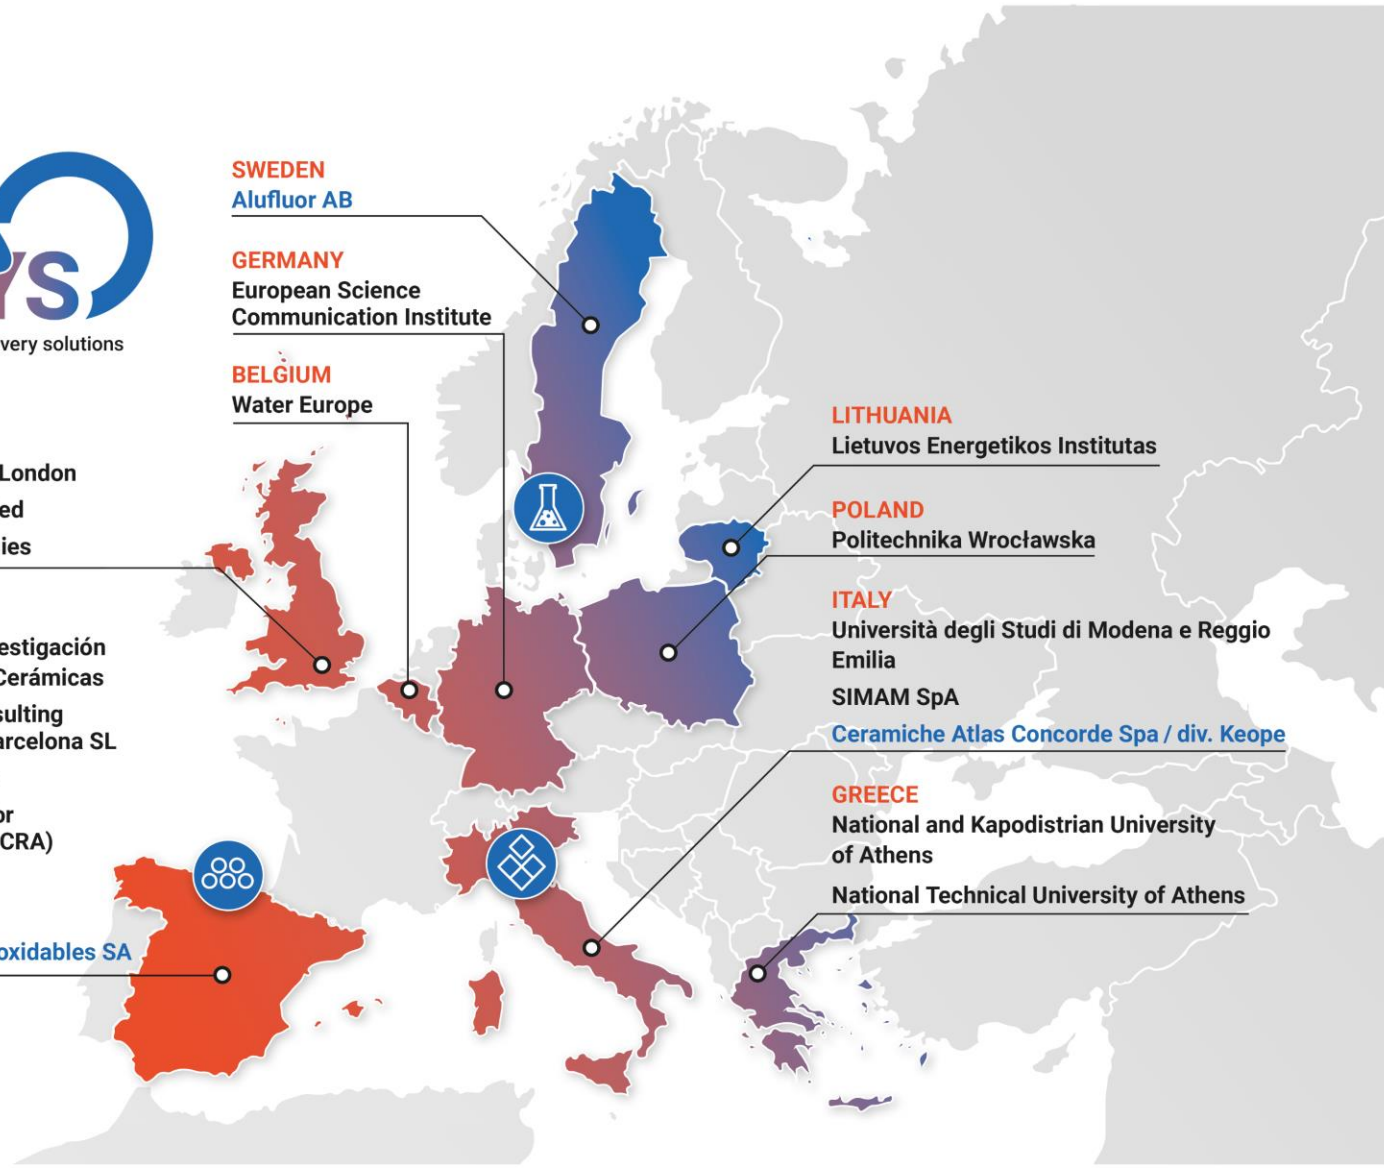 YS
very solutions
London
ed
ies
estigación
Cerámicas
sulting
arcelona SL
or
CRA)
oxidables SA
SWEDEN
Alufluor AB
GERMANY
European Science
Communication Institute
BELGIUM
Water Europe
LITHUANIA
Lietuvos Energetikos Institutas
POLAND
Politechnika Wrocławska
ITALY
Università degli Studi di Modena e Reggio
Emilia
SIMAM SpA
Ceramiche Atlas Concorde Spa / div. Keope
GREECE
National and Kapodistrian University
of Athens
National Technical University of Athens